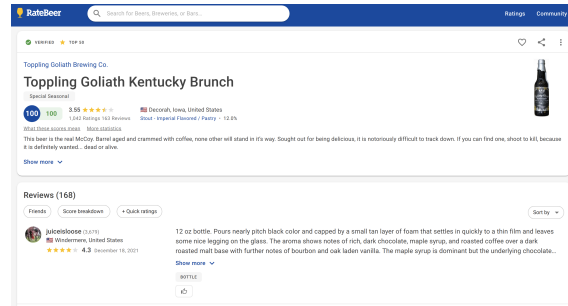 RateBeer
Search for Beers, Breweries, or Bars...
Ratings
Community
VERIFIED
TOP 50
Toppling Goliath Brewing Co.
Toppling Goliath Kentucky Brunch
Special Seasonal
100
100
3.55
Decorah, Iowa, United States
1,042 Ratings 163 Reviews
Stout - Imperial Flavored / Pastry • 12.0%
What these scores mean
More statistics
This beer is the real McCoy. Barrel aged and crammed with coffee, none other will stand in it's way. Sought out for being delicious, it is notoriously difficult to track down. If you can find one, shoot to kill, because
it is definitely wanted... dead or alive.
Show more
Reviews (168)
Friends
Score breakdown
+ Quick ratings
Sort by
juiceisloose (3,679)
Windermere, United States
4.3 December 18, 2021
12 oz bottle. Pours nearly pitch black color and capped by a small tan layer of foam that settles in quickly to a thin film and leaves
some nice legging on the glass. The aroma shows notes of rich, dark chocolate, maple syrup, and roasted coffee over a dark
roasted malt base with further notes of bourbon and oak laden vanilla. The maple syrup is dominant but the underlying chocolate...
Show more
BOTTLE